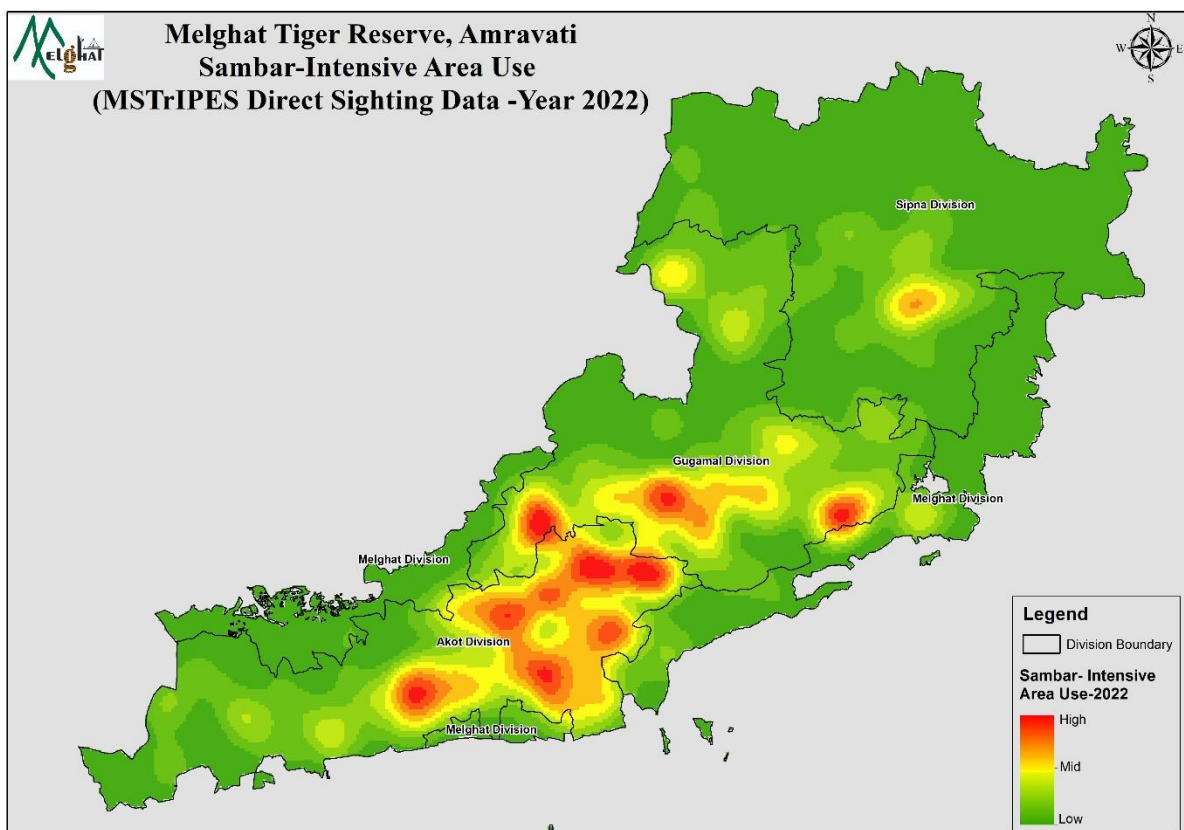 MELGHAT
Melghat Tiger Reserve, Amravati
Sambar-Intensive Area Use
(MSTrIPES Direct Sighting Data -Year 2022)
N
W
E
S
Sipna Division
Gugamal Division
Melghat Division
Melghat Division
Akot Division
Melghat Division
Legend
Division Boundary
Sambar- Intensive
Area Use-2022
High
Mid
Low